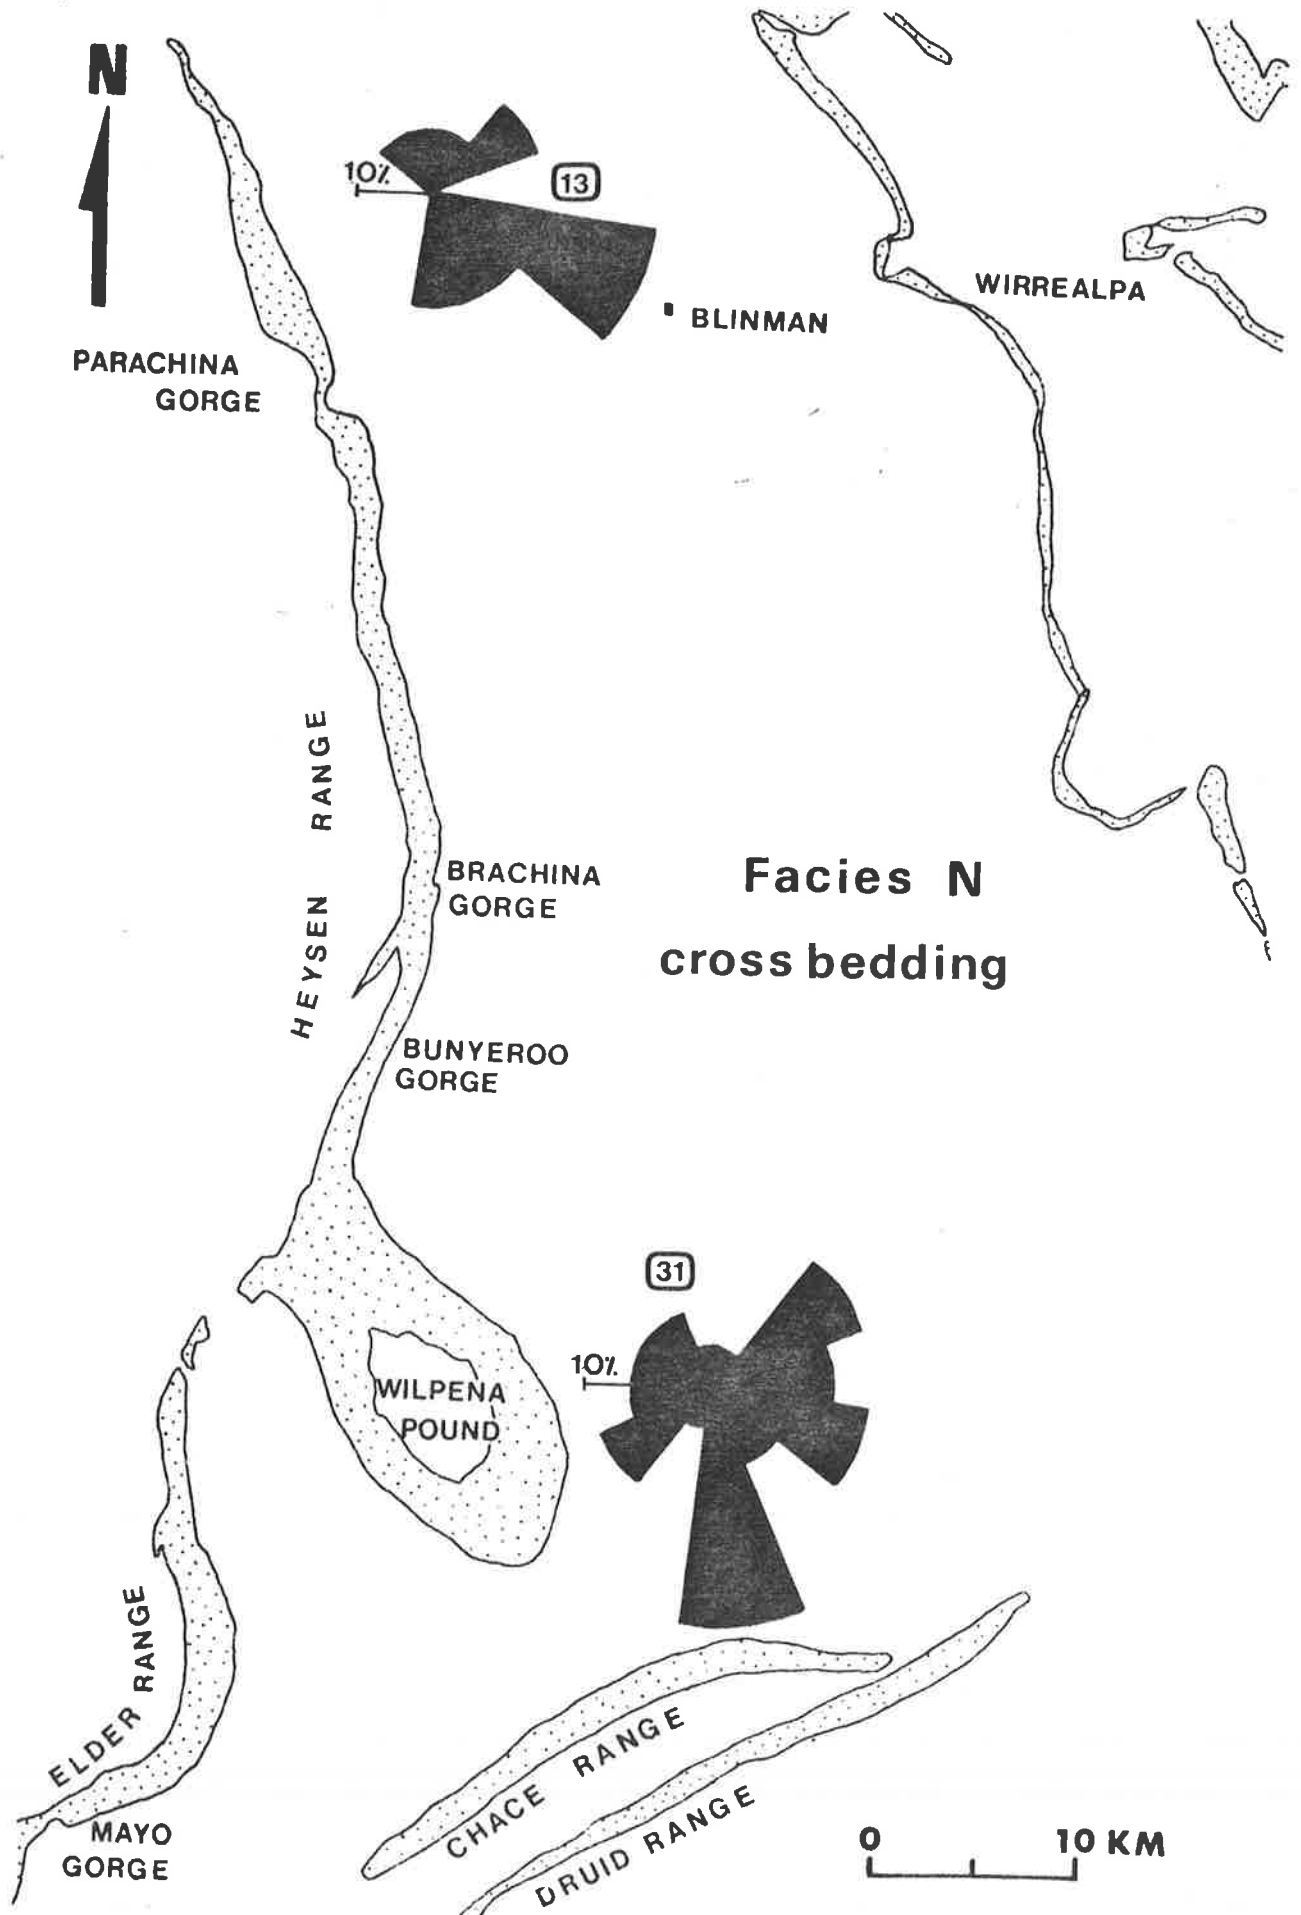 N
10%
13
BLINMAN
WIRREALPA
PARACHINA
GORGE
HEYSEN RANGE
BRACHINA
GORGE
Facies N
cross bedding
BUNYEROO
GORGE
31
10%
WILPENA
POUND
ELDER RANGE
CHACE RANGE
DRUID RANGE
MAYO
GORGE
0 10 KM